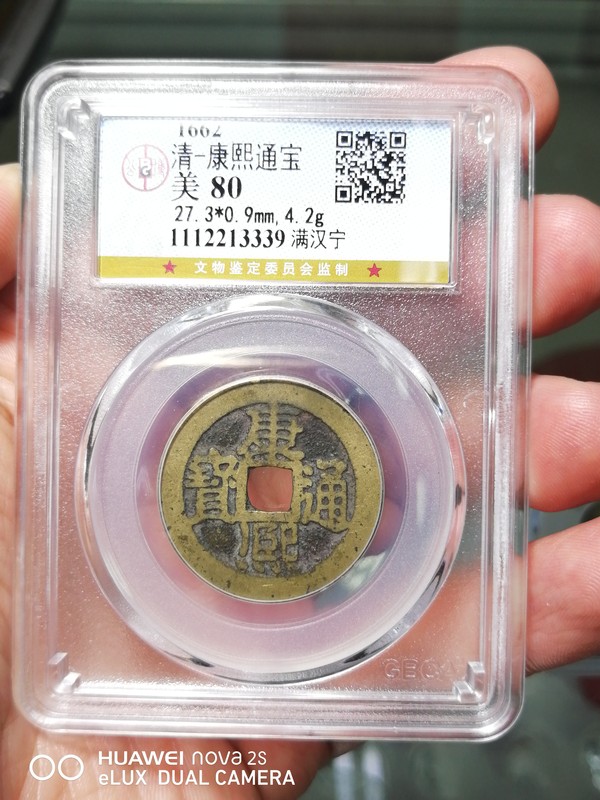 1662
清-康熙通宝
美 80
27.3*0.9mm,4.2g
1112213339 满汉宁
★ 文物鉴定委员会监制 ★
康熙通寶
HUAWEI nova 2s
eLUX DUAL CAMERA